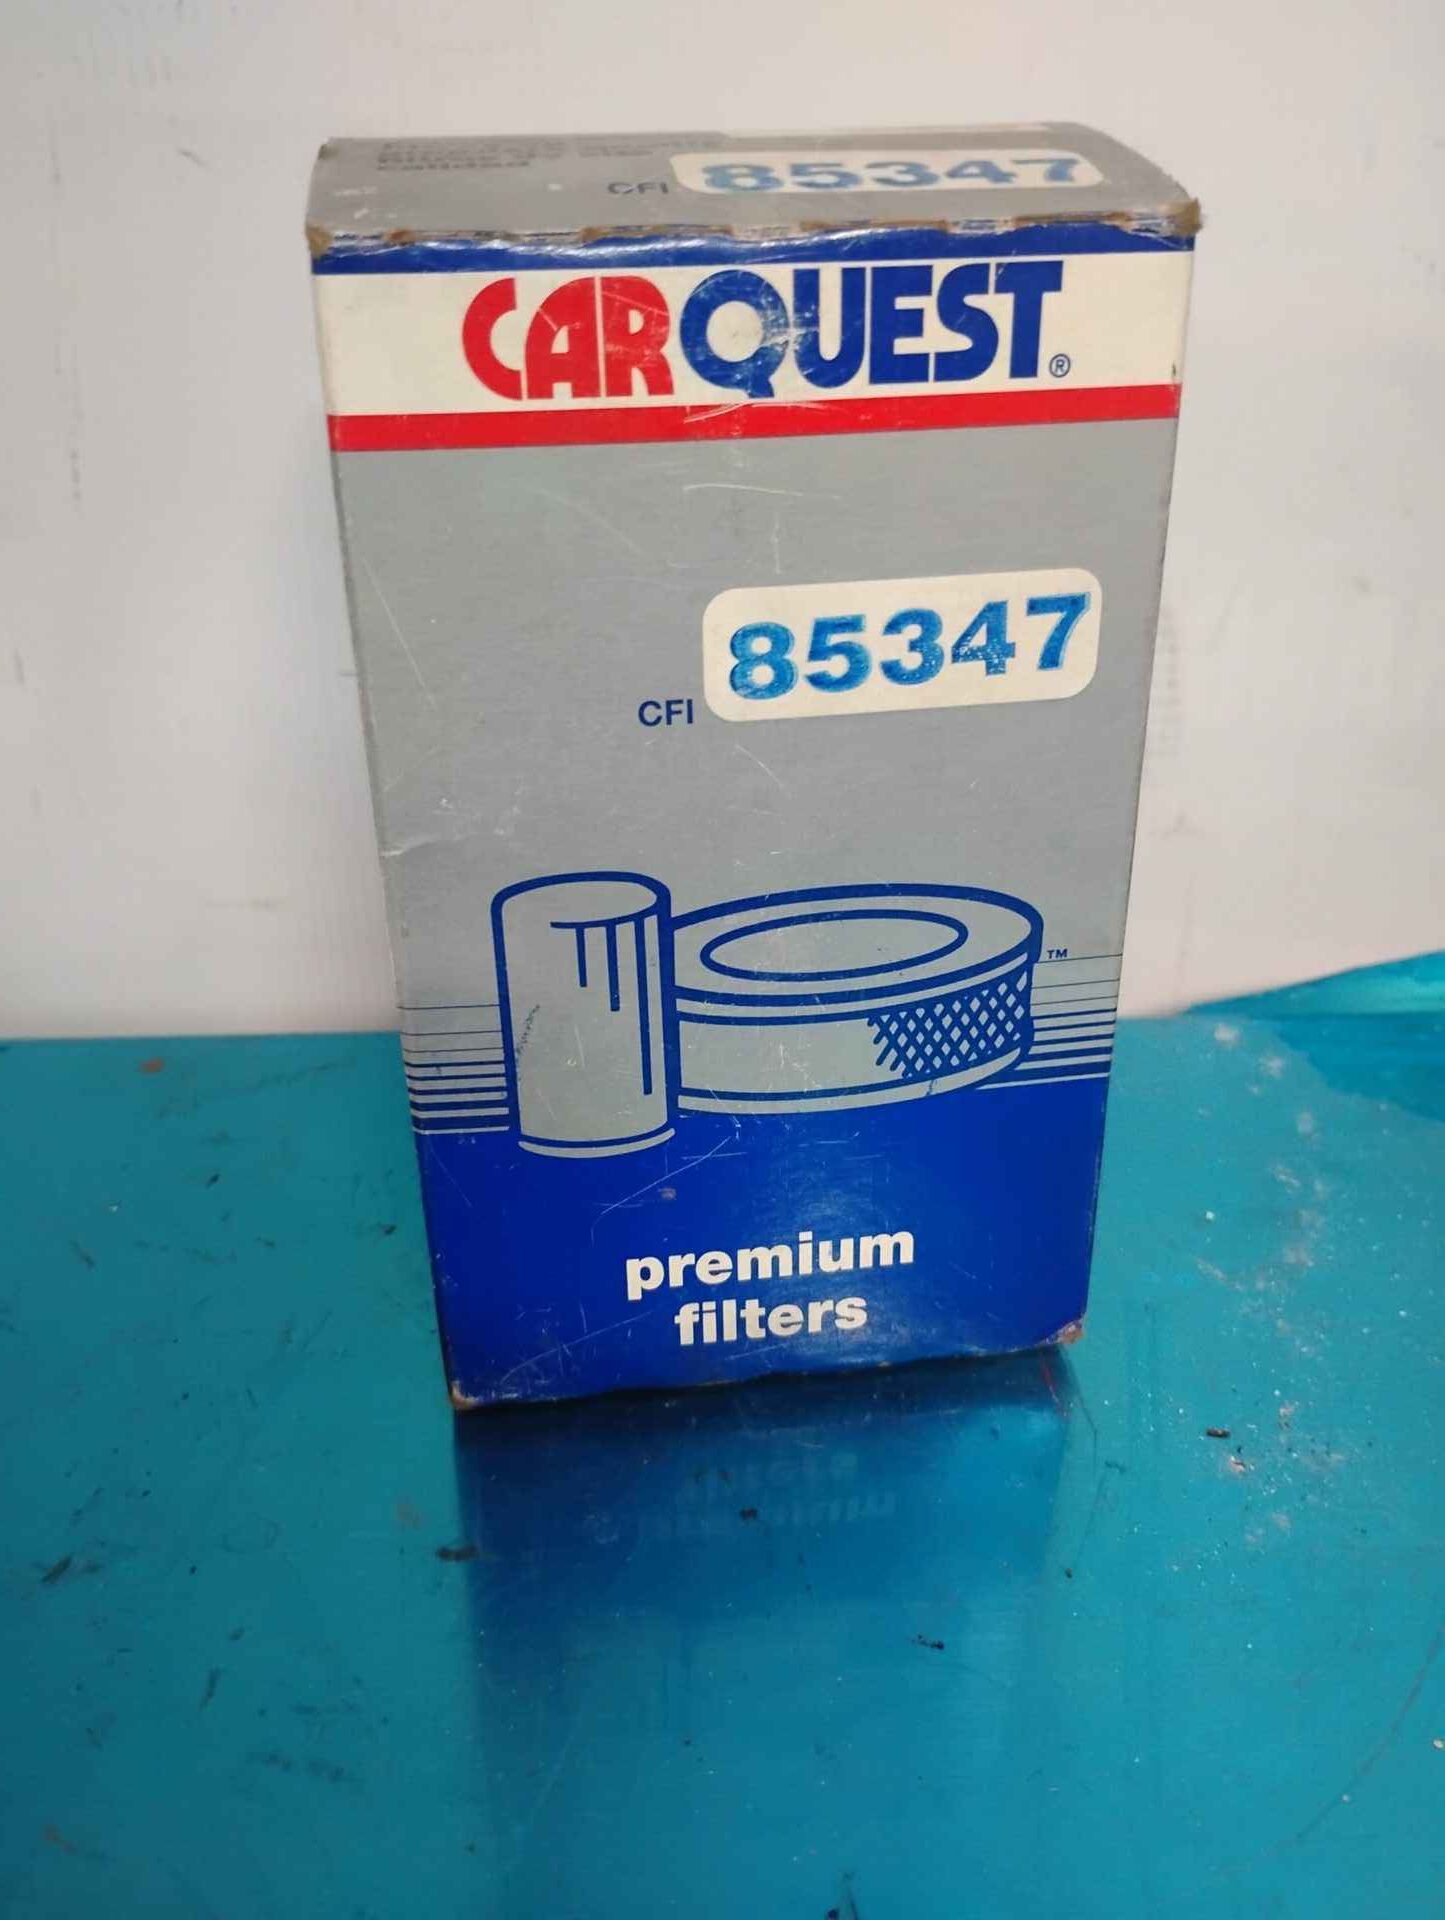 CFI 85347
CARQUEST®
85347
CFI
TM
premium
filters